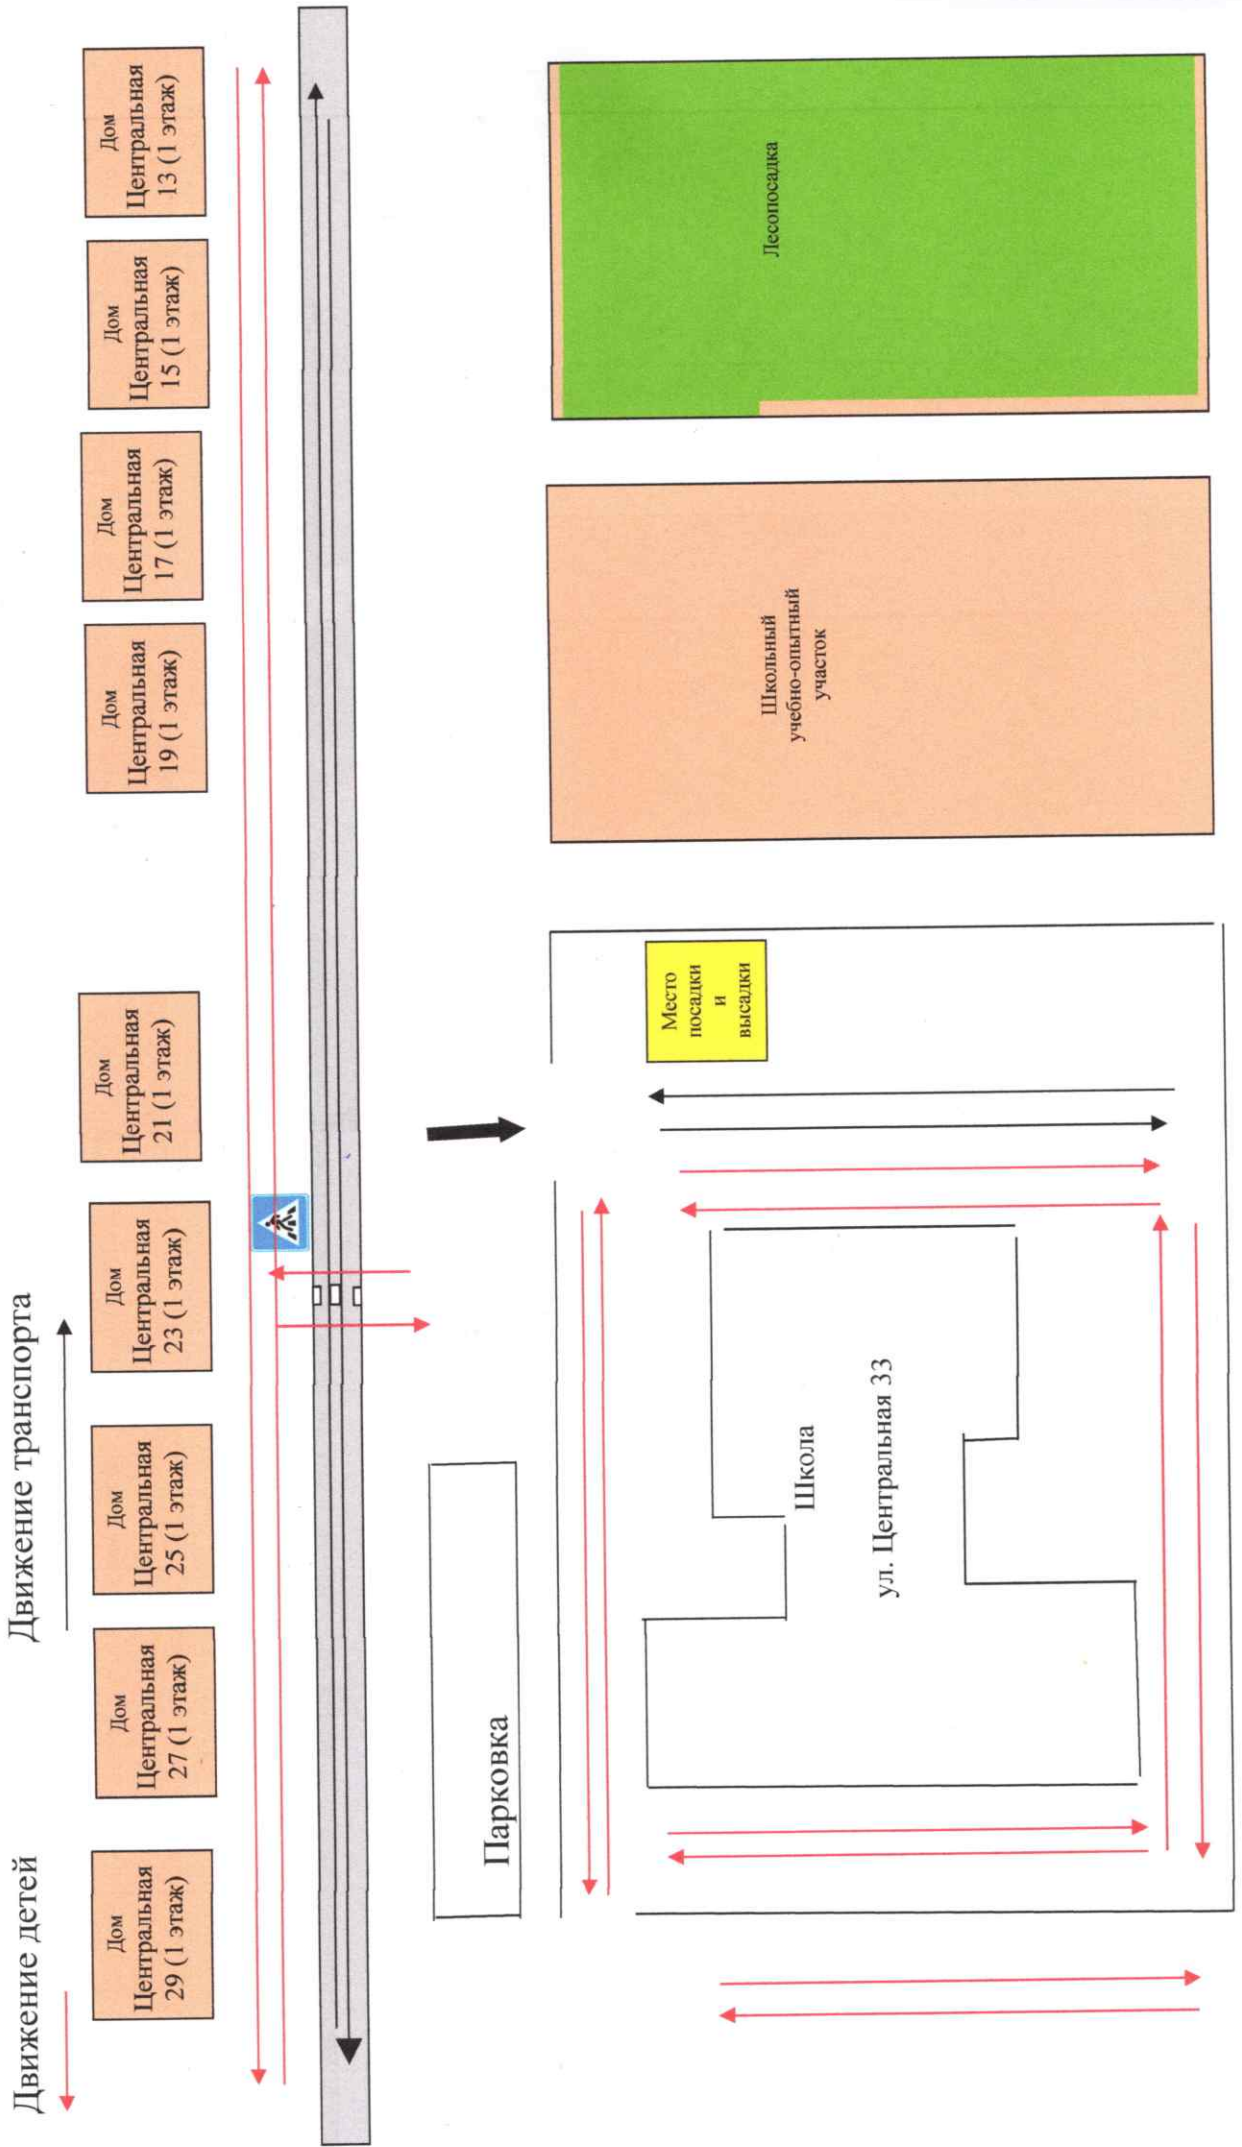 Движение детей
Движение транспорта
Дом
Центральная
29 (1 этаж)
Дом
Центральная
27 (1 этаж)
Дом
Центральная
25 (1 этаж)
Дом
Центральная
23 (1 этаж)
Дом
Центральная
21 (1 этаж)
Дом
Центральная
19 (1 этаж)
Дом
Центральная
17 (1 этаж)
Дом
Центральная
15 (1 этаж)
Дом
Центральная
13 (1 этаж)
Парковка
Место
посадки
и
высадки
Школа
ул. Центральная 33
Школьный
учебно-опытный
участок
Лесопосадка